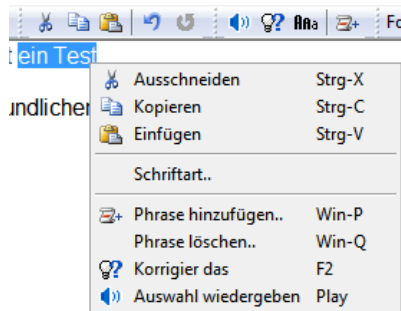 AAa Fo
t ein Test
undlicher
Ausschneiden Strg-X
Kopieren Strg-C
Einfügen Strg-V
Schriftart..
Phrase hinzufügen.. Win-P
Phrase löschen.. Win-Q
Korrigier das F2
Auswahl wiedergeben Play